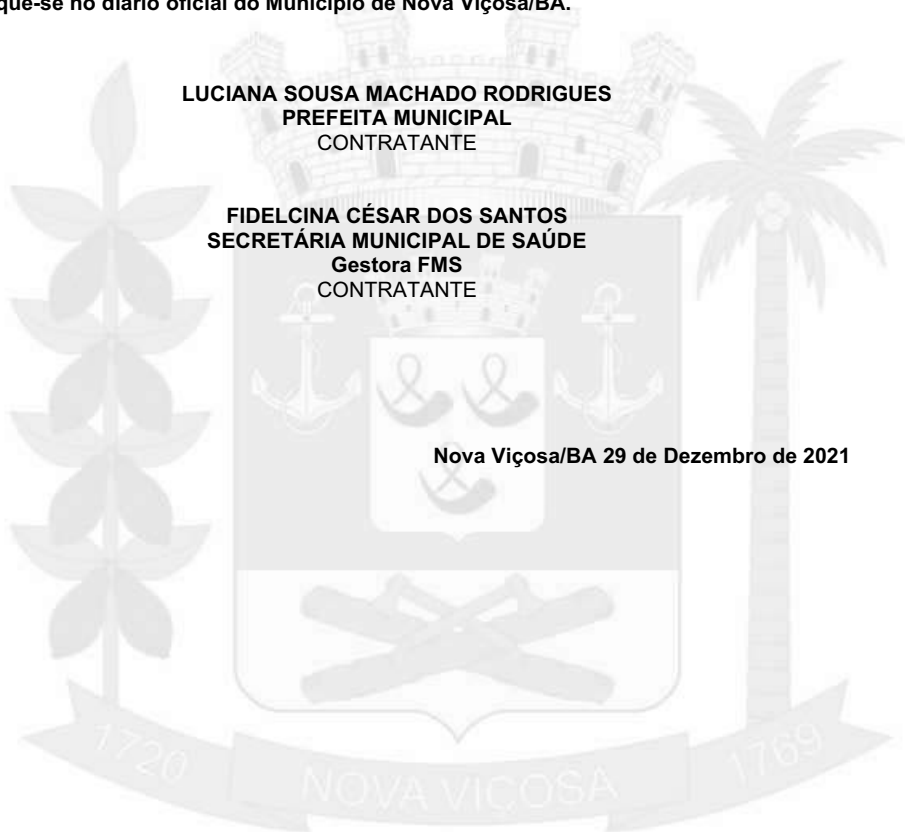 que-se no diário oficial do Município de Nova Viçosa/BA.
LUCIANA SOUSA MACHADO RODRIGUES
PREFEITA MUNICIPAL
CONTRATANTE
FIDELCINA CÉSAR DOS SANTOS
SECRETÁRIA MUNICIPAL DE SAÚDE
Gestora FMS
CONTRATANTE
Nova Viçosa/BA 29 de Dezembro de 2021
1720 NOVA VIÇOSA 1769